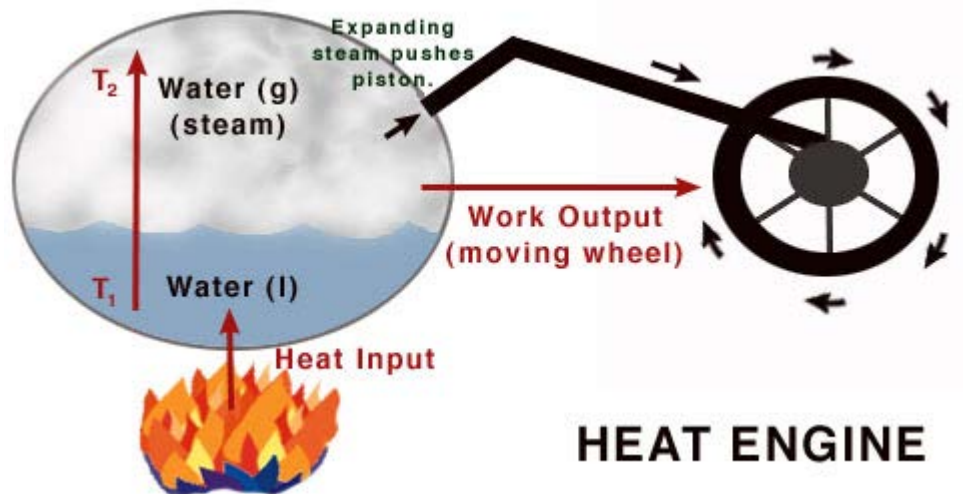 Expanding
steam pushes
piston.
T2
Water (g)
(steam)
Work Output
(moving wheel)
T1
Water (l)
Heat Input
HEAT ENGINE